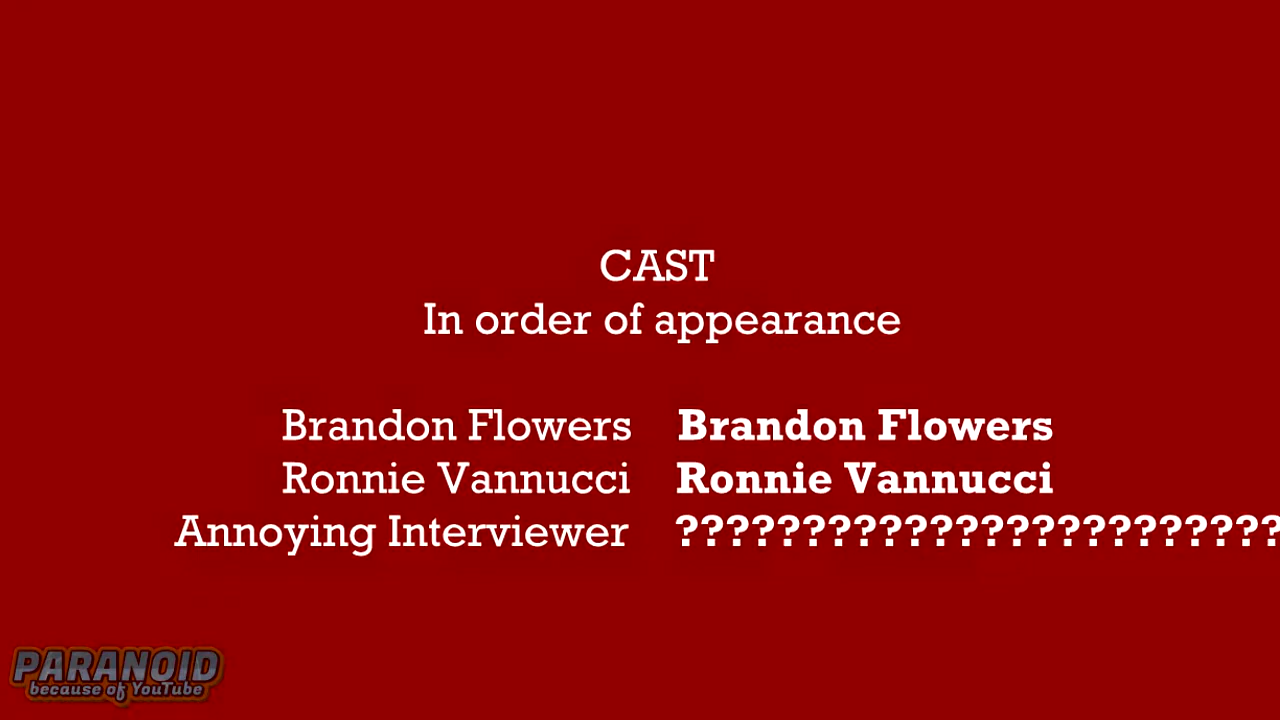 CAST
In order of appearance
Brandon Flowers Brandon Flowers
Ronnie Vannucci Ronnie Vannucci
Annoying Interviewer ????????????????????????
PARANOID
because of YouTube